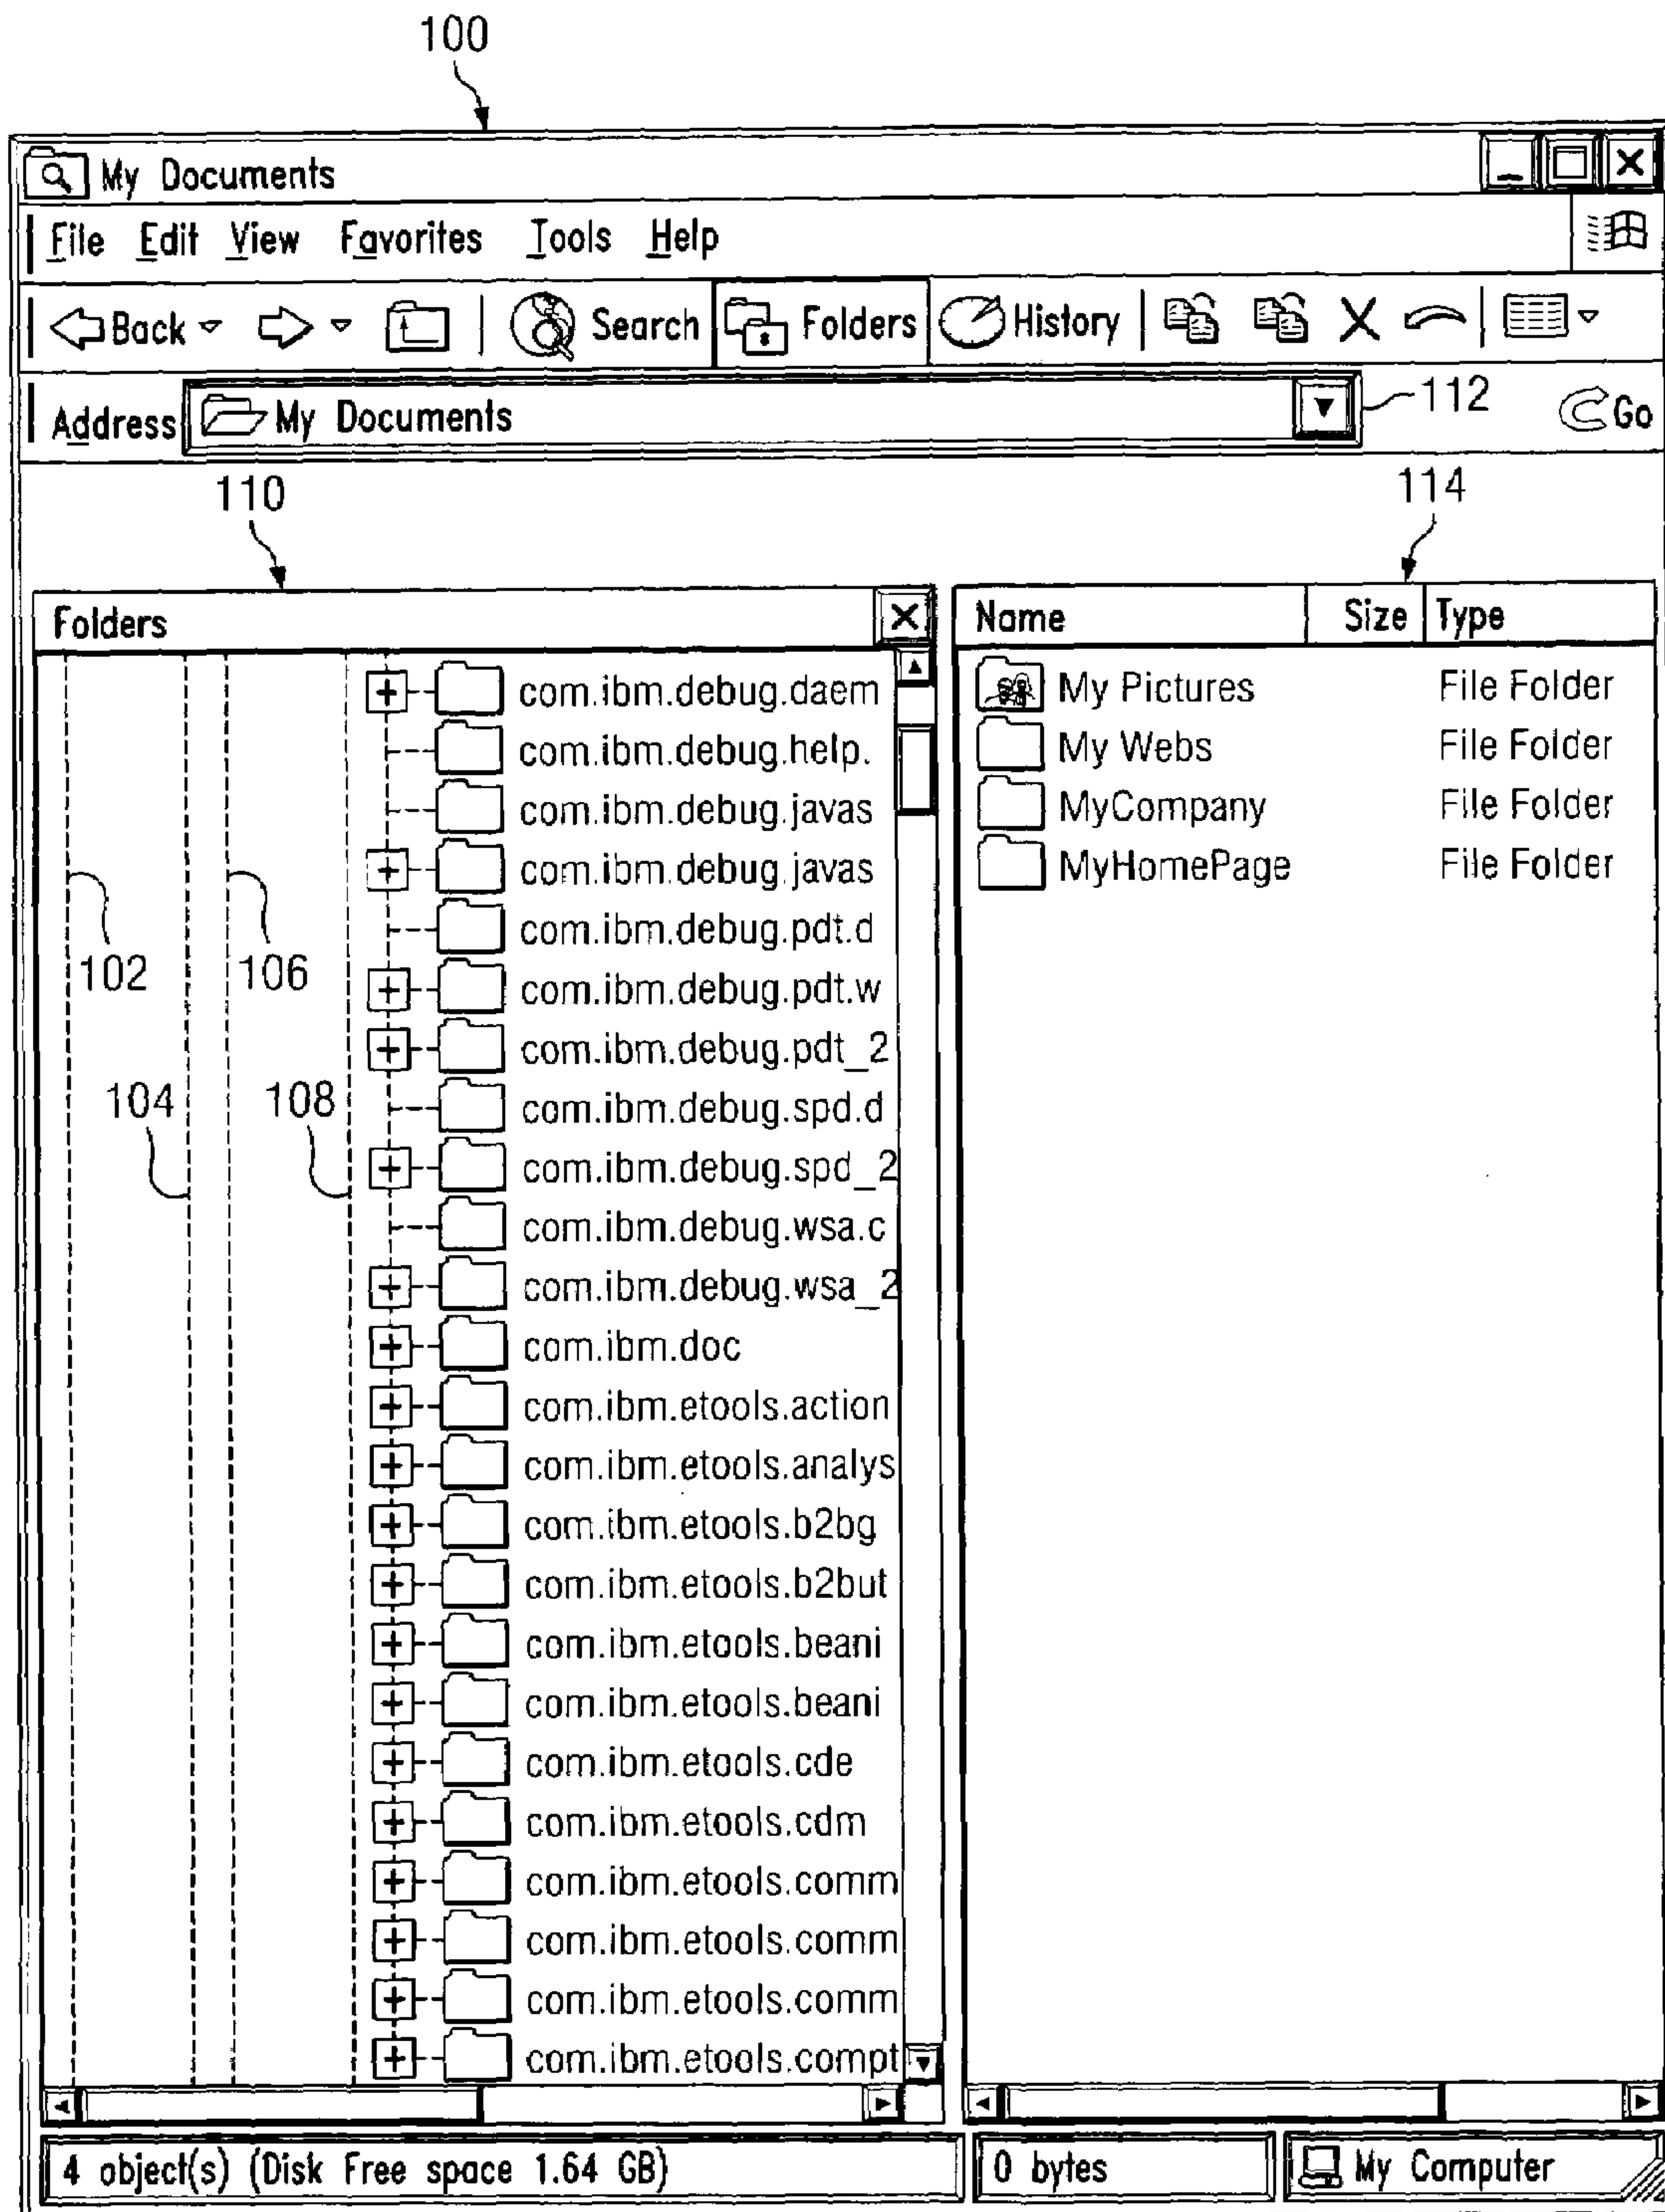 100
My Documents
File Edit View Favorites Tools Help
Back Search Folders History
Address My Documents 112 Go
110 114
Folders
Name Size Type
com.ibm.debug.daem
com.ibm.debug.help.
com.ibm.debug.javas
com.ibm.debug.javas
com.ibm.debug.pdt.d
com.ibm.debug.pdt.w
com.ibm.debug.pdt_2
com.ibm.debug.spd.d
com.ibm.debug.spd_2
com.ibm.debug.wsa.c
com.ibm.debug.wsa_2
com.ibm.doc
com.ibm.etools.action
com.ibm.etools.analys
com.ibm.etools.b2bg
com.ibm.etools.b2but
com.ibm.etools.beani
com.ibm.etools.beani
com.ibm.etools.cde
com.ibm.etools.cdm
com.ibm.etools.comm
com.ibm.etools.comm
com.ibm.etools.comm
com.ibm.etools.compt
102 106
104 108
My Pictures File Folder
My Webs File Folder
MyCompany File Folder
MyHomePage File Folder
4 object(s) (Disk Free space 1.64 GB) 0 bytes My Computer